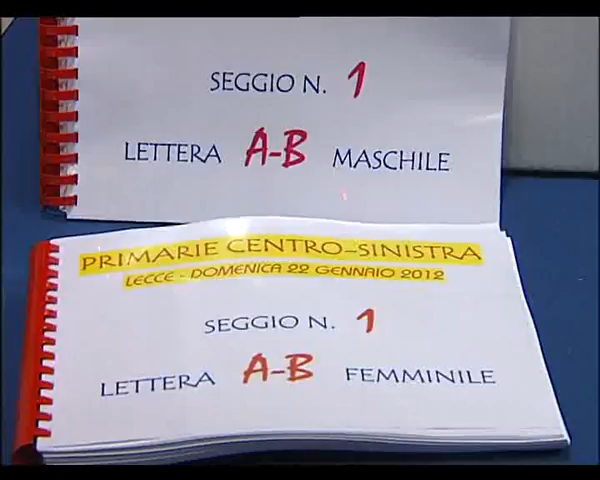 SEGGIO N. 1
LETTERA A-B MASCHILE
PRIMARIE CENTRO-SINISTRA
LECCE - DOMENICA 22 GENNAIO 2012
SEGGIO N. 1
LETTERA A-B FEMMINILE